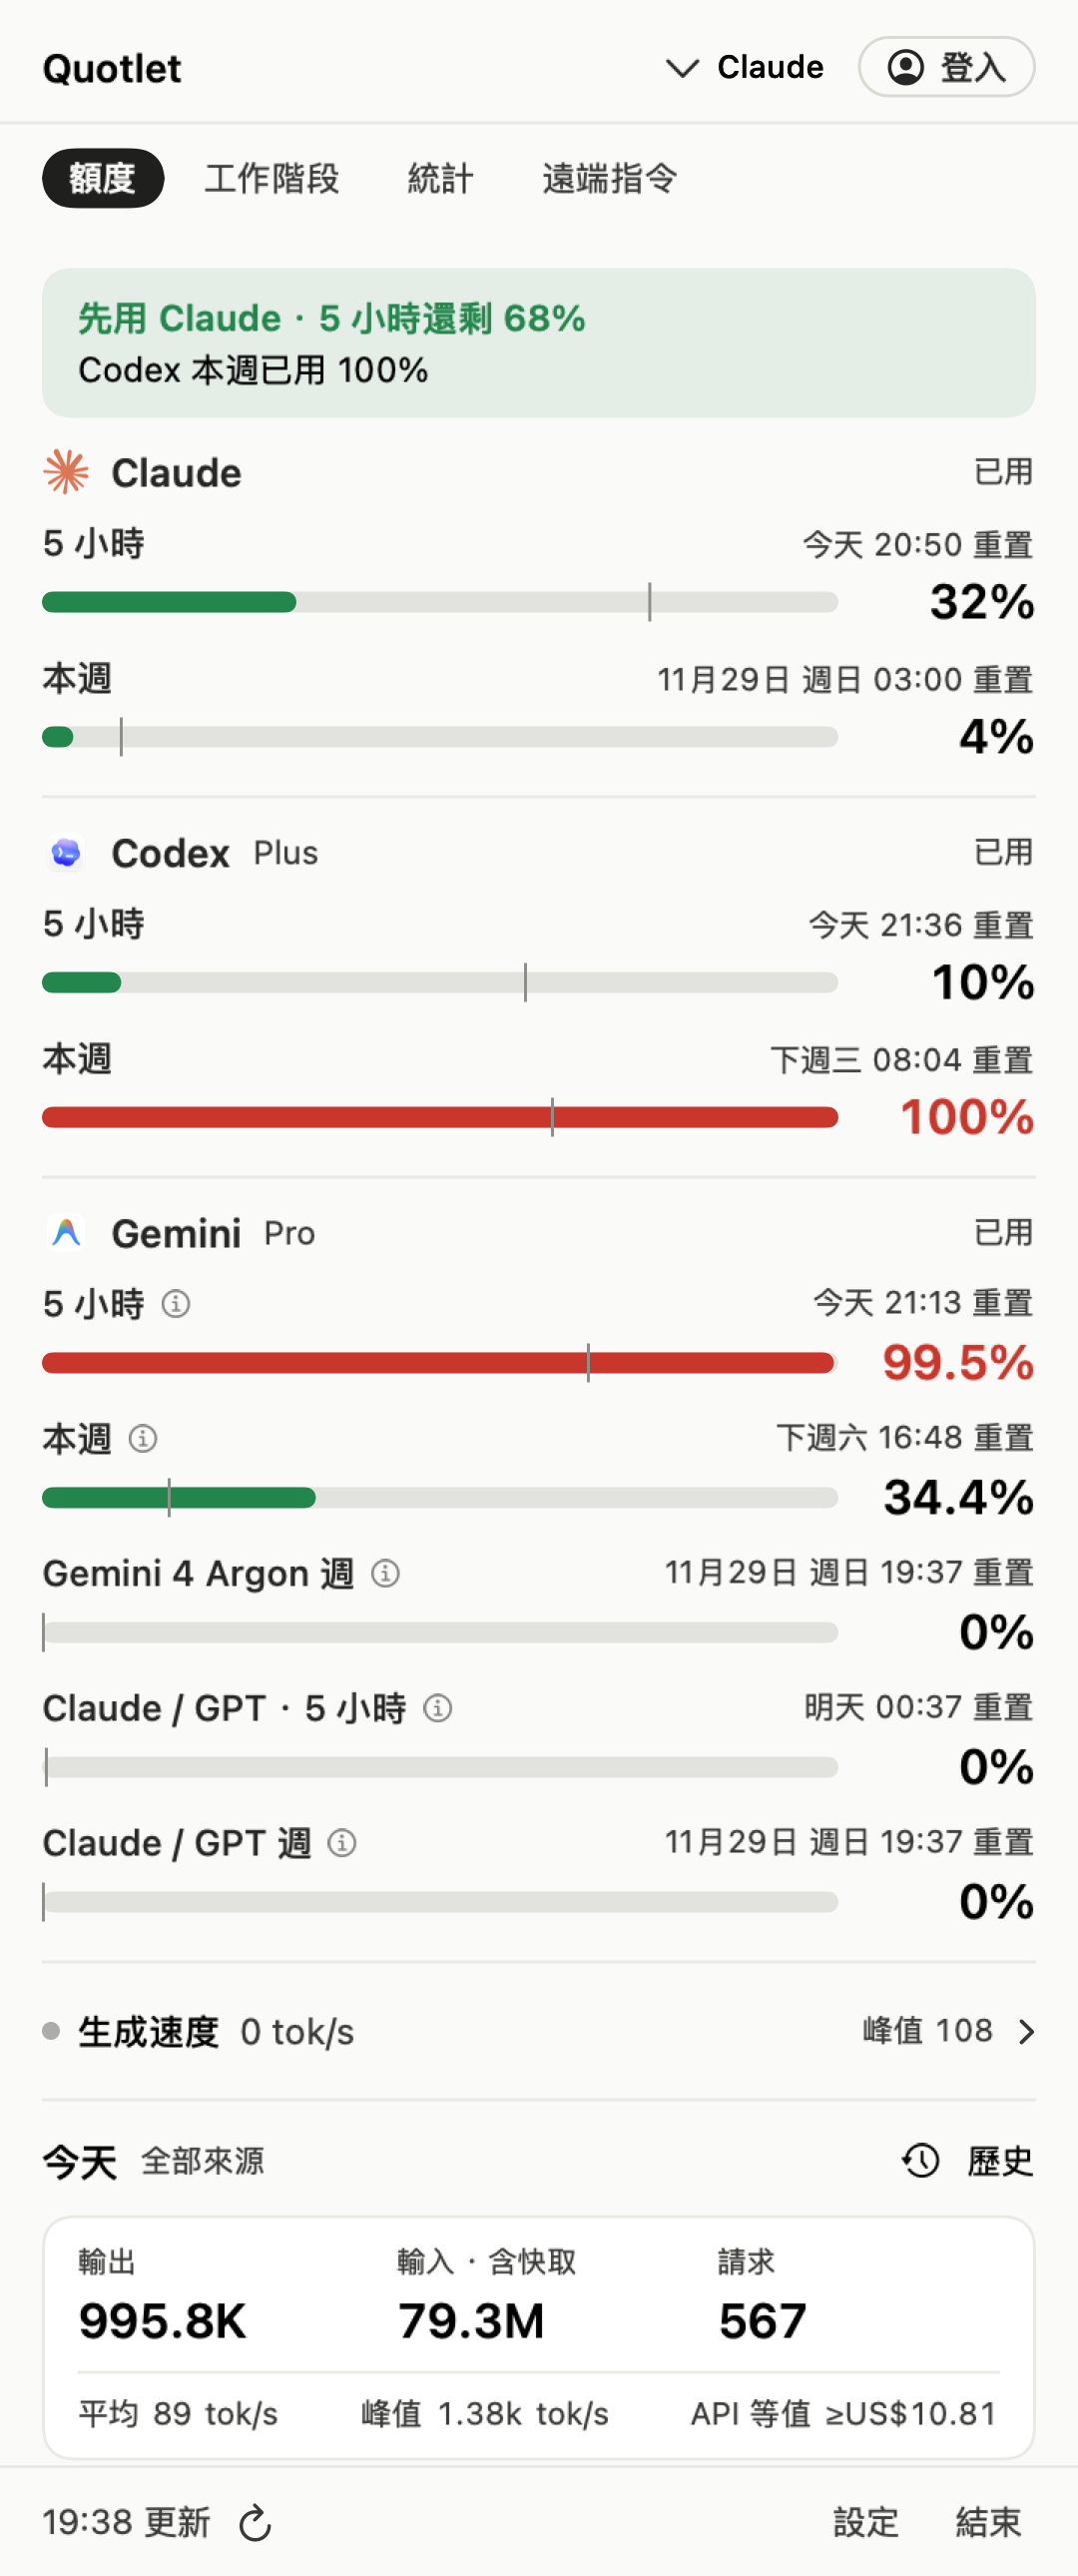 Quotlet
Claude
登入
額度 工作階段 統計 遠端指令
先用 Claude · 5 小時還剩 68%
Codex 本週已用 100%
Claude 已用
5 小時 今天 20:50 重置
32%
本週 11月29日 週日 03:00 重置
4%
Codex Plus 已用
5 小時 今天 21:36 重置
10%
本週 下週三 08:04 重置
100%
Gemini Pro 已用
5 小時 今天 21:13 重置
99.5%
本週 下週六 16:48 重置
34.4%
Gemini 4 Argon 週 11月29日 週日 19:37 重置
0%
Claude / GPT · 5 小時 明天 00:37 重置
0%
Claude / GPT 週 11月29日 週日 19:37 重置
0%
生成速度 0 tok/s 峰值 108
今天 全部來源 歷史
輸出 輸入 · 含快取 請求
995.8K 79.3M 567
平均 89 tok/s 峰值 1.38k tok/s API 等值 ≥US$10.81
19:38 更新 設定 結束